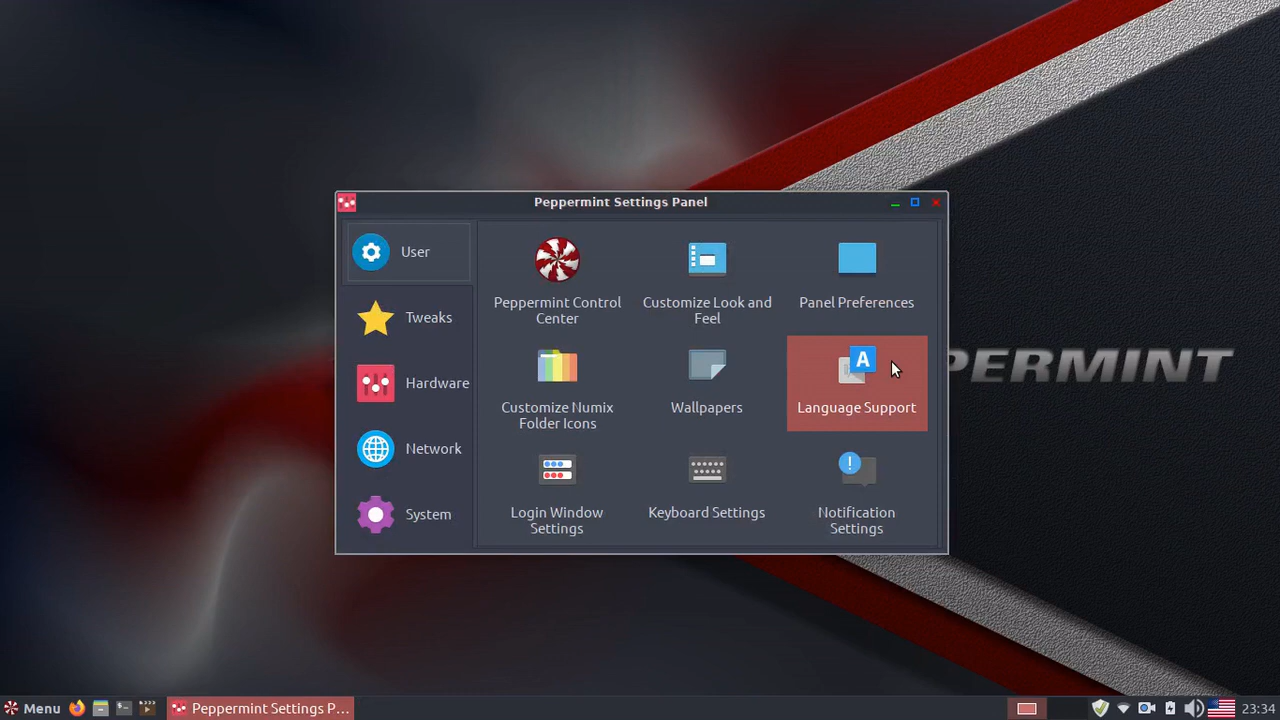 Peppermint Settings Panel
User
Tweaks
Hardware
Network
System
Peppermint Control
Center
Customize Look and
Feel
Panel Preferences
Customize Numix
Folder Icons
Wallpapers
A
Language Support
Login Window
Settings
Keyboard Settings
Notification
Settings
PERMINT
Menu
Peppermint Settings P...
23:34